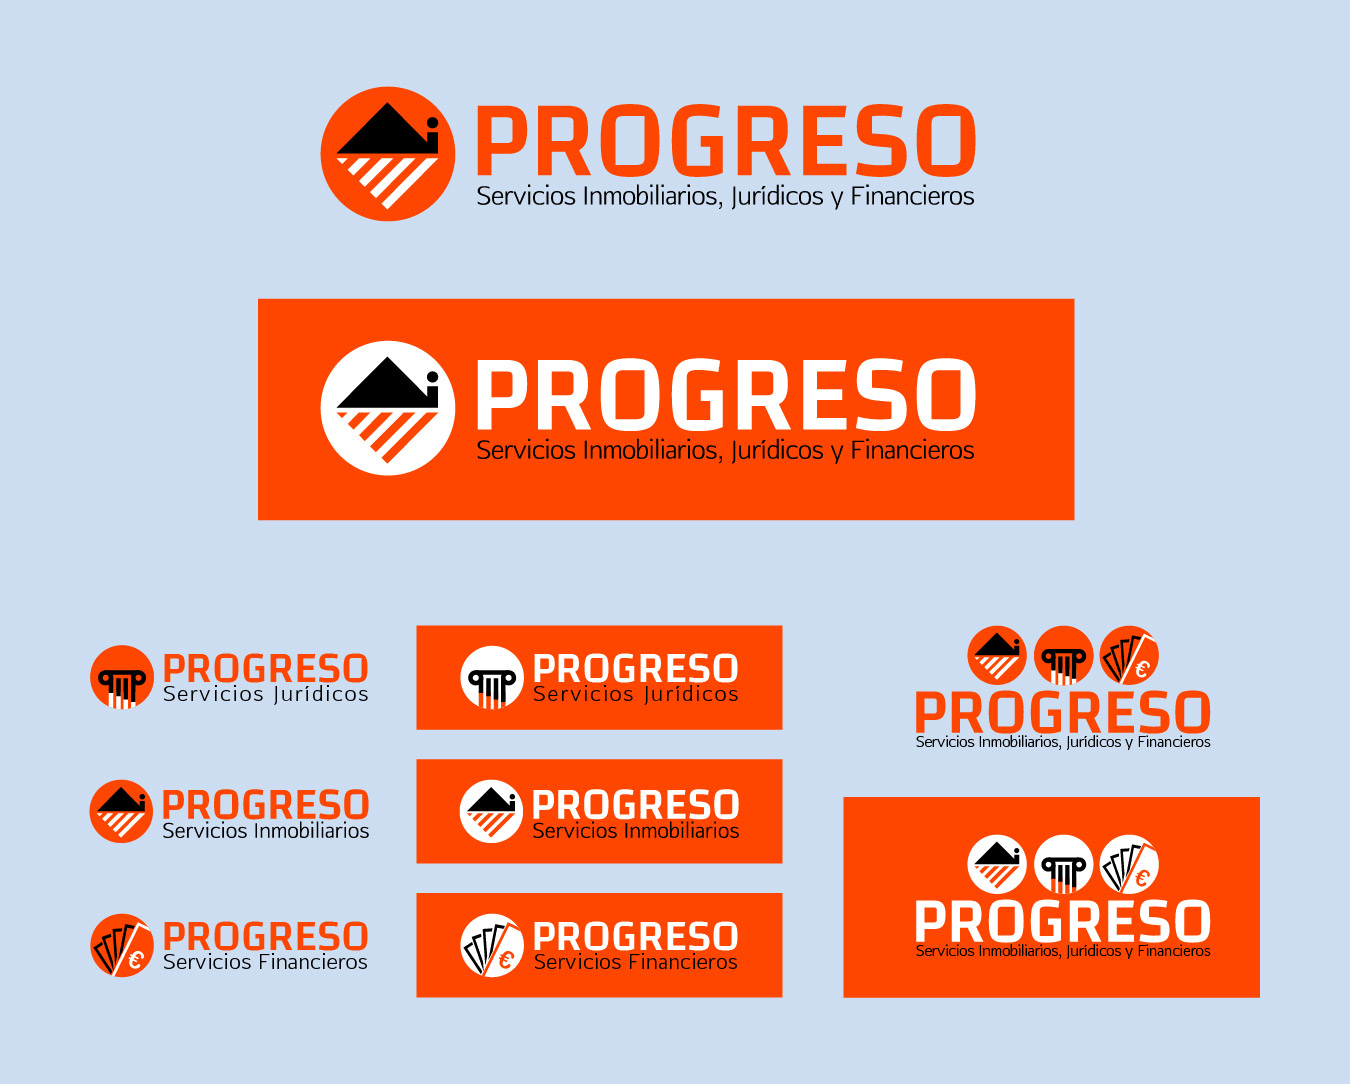 PROGRESO
Servicios Inmobiliarios, Jurídicos y Financieros
PROGRESO
Servicios Inmobiliarios, Jurídicos y Financieros
PROGRESO
Servicios Jurídicos
PROGRESO
Servicios Jurídicos
PROGRESO
Servicios Inmobiliarios
PROGRESO
Servicios Inmobiliarios
€
PROGRESO
Servicios Financieros
€
PROGRESO
Servicios Financieros
€
PROGRESO
Servicios Inmobiliarios, Jurídicos y Financieros
€
PROGRESO
Servicios Inmobiliarios, Jurídicos y Financieros